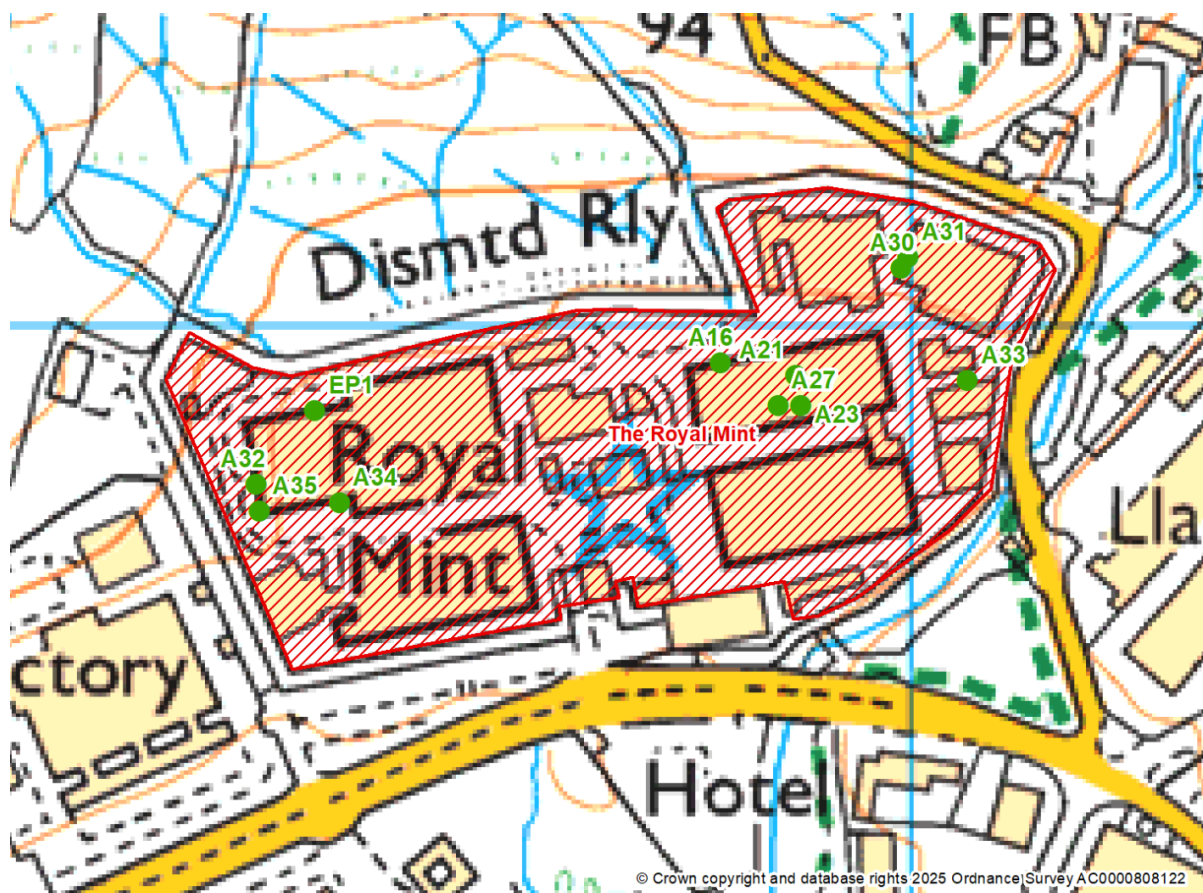 94
FB
Dismtd Rly
A30
A31
A16
A21
A33
EP1
A27
A23
The Royal Mint
A32
A35
A34
Royal
Mint
Lla
ctory
Hotel
© Crown copyright and database rights 2025 Ordnance Survey AC0000808122